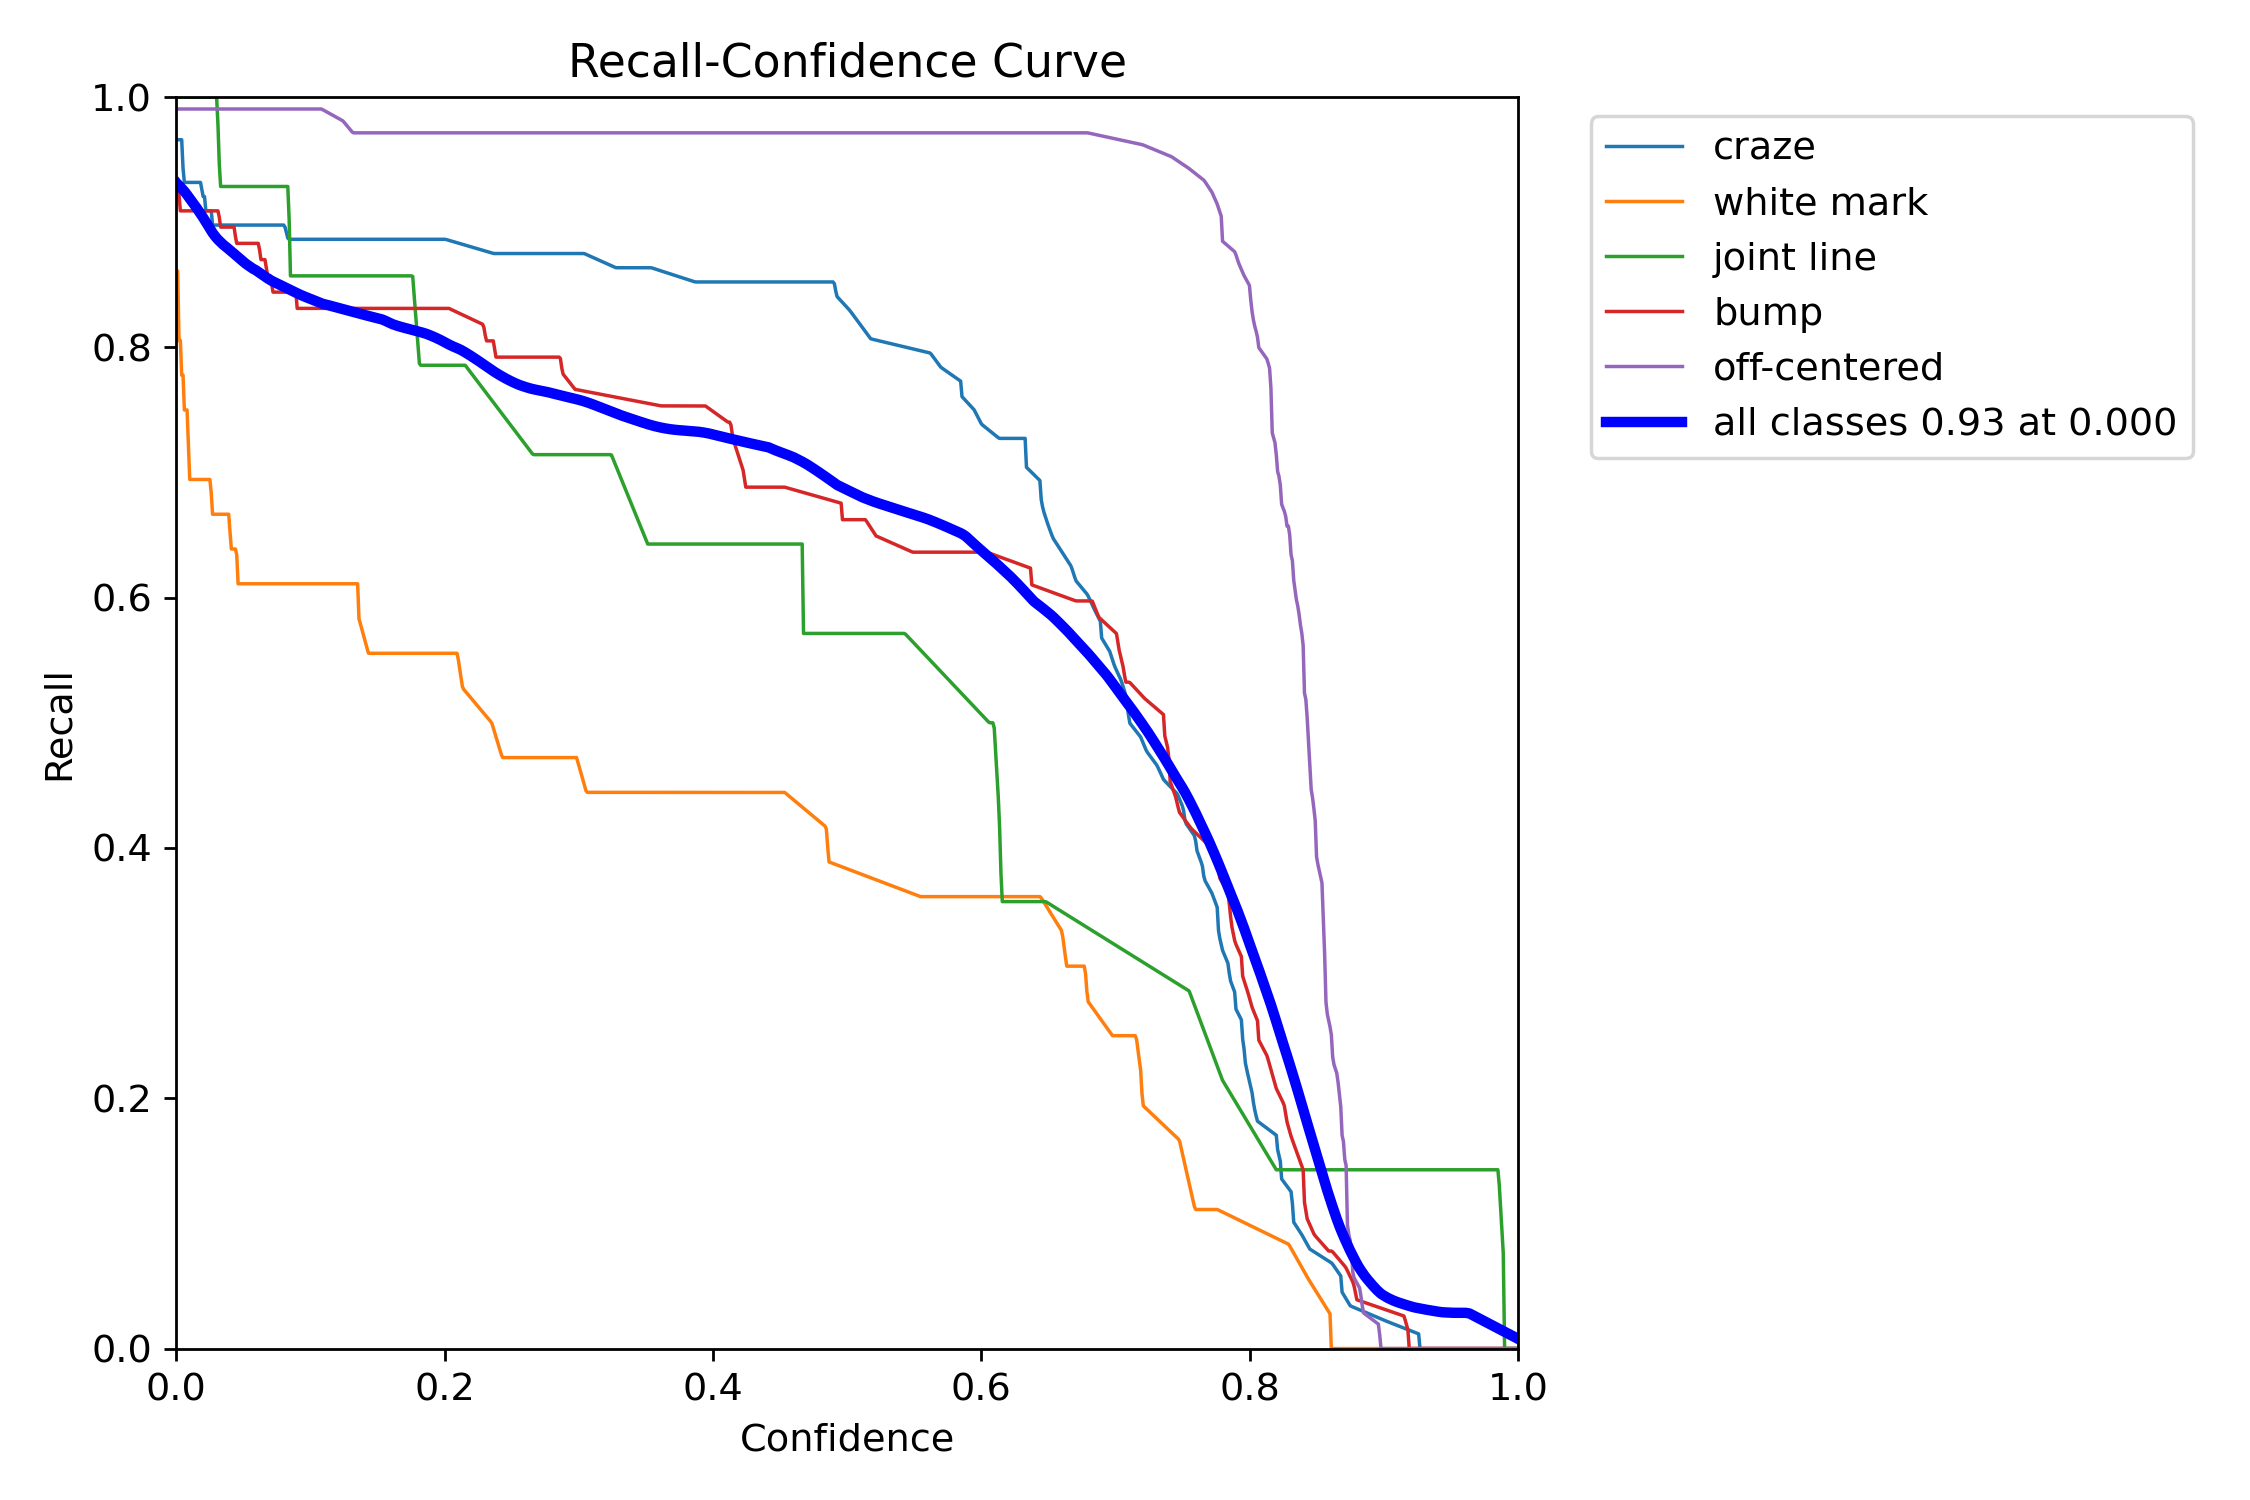 Recall-Confidence Curve
1.0
0.8
0.6
0.4
0.2
0.0
Recall
0.0 0.2 0.4 0.6 0.8 1.0
Confidence
craze
white mark
joint line
bump
off-centered
all classes 0.93 at 0.000